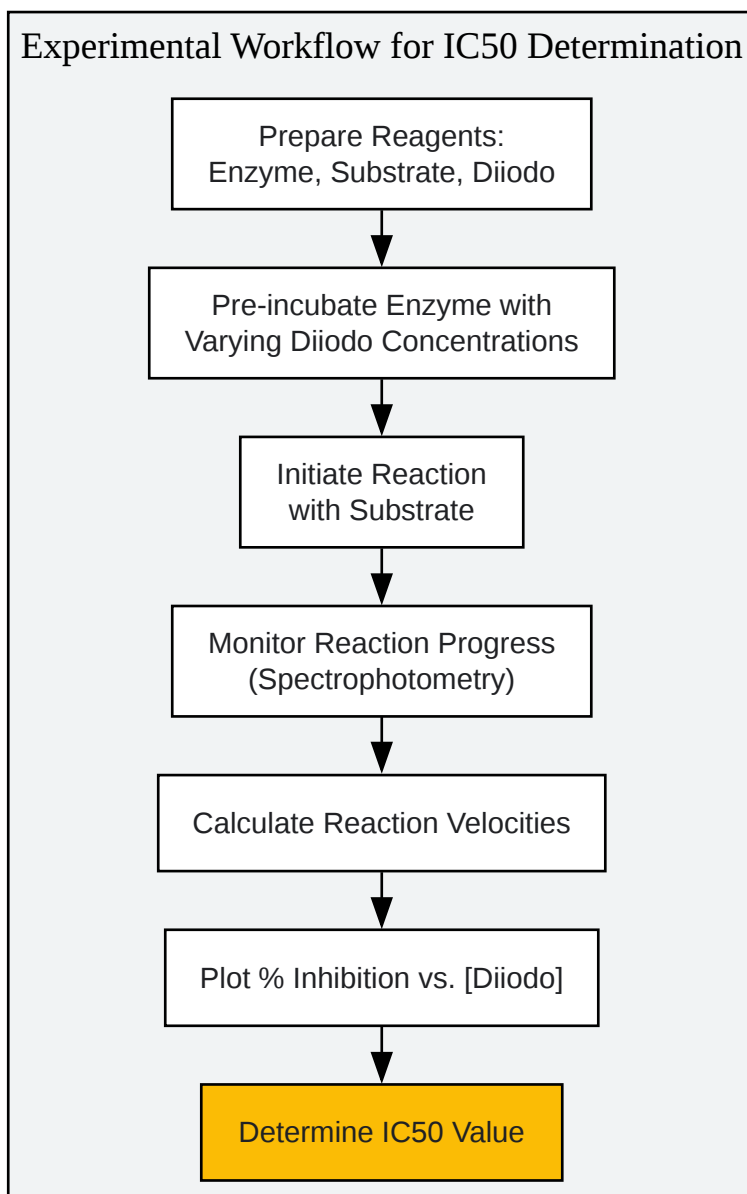 Experimental Workflow for IC50 Determination
Prepare Reagents:
Enzyme, Substrate, Diiodo
Pre-incubate Enzyme with
Varying Diiodo Concentrations
Initiate Reaction
with Substrate
Monitor Reaction Progress
(Spectrophotometry)
Calculate Reaction Velocities
Plot % Inhibition vs. [Diiodo]
Determine IC50 Value